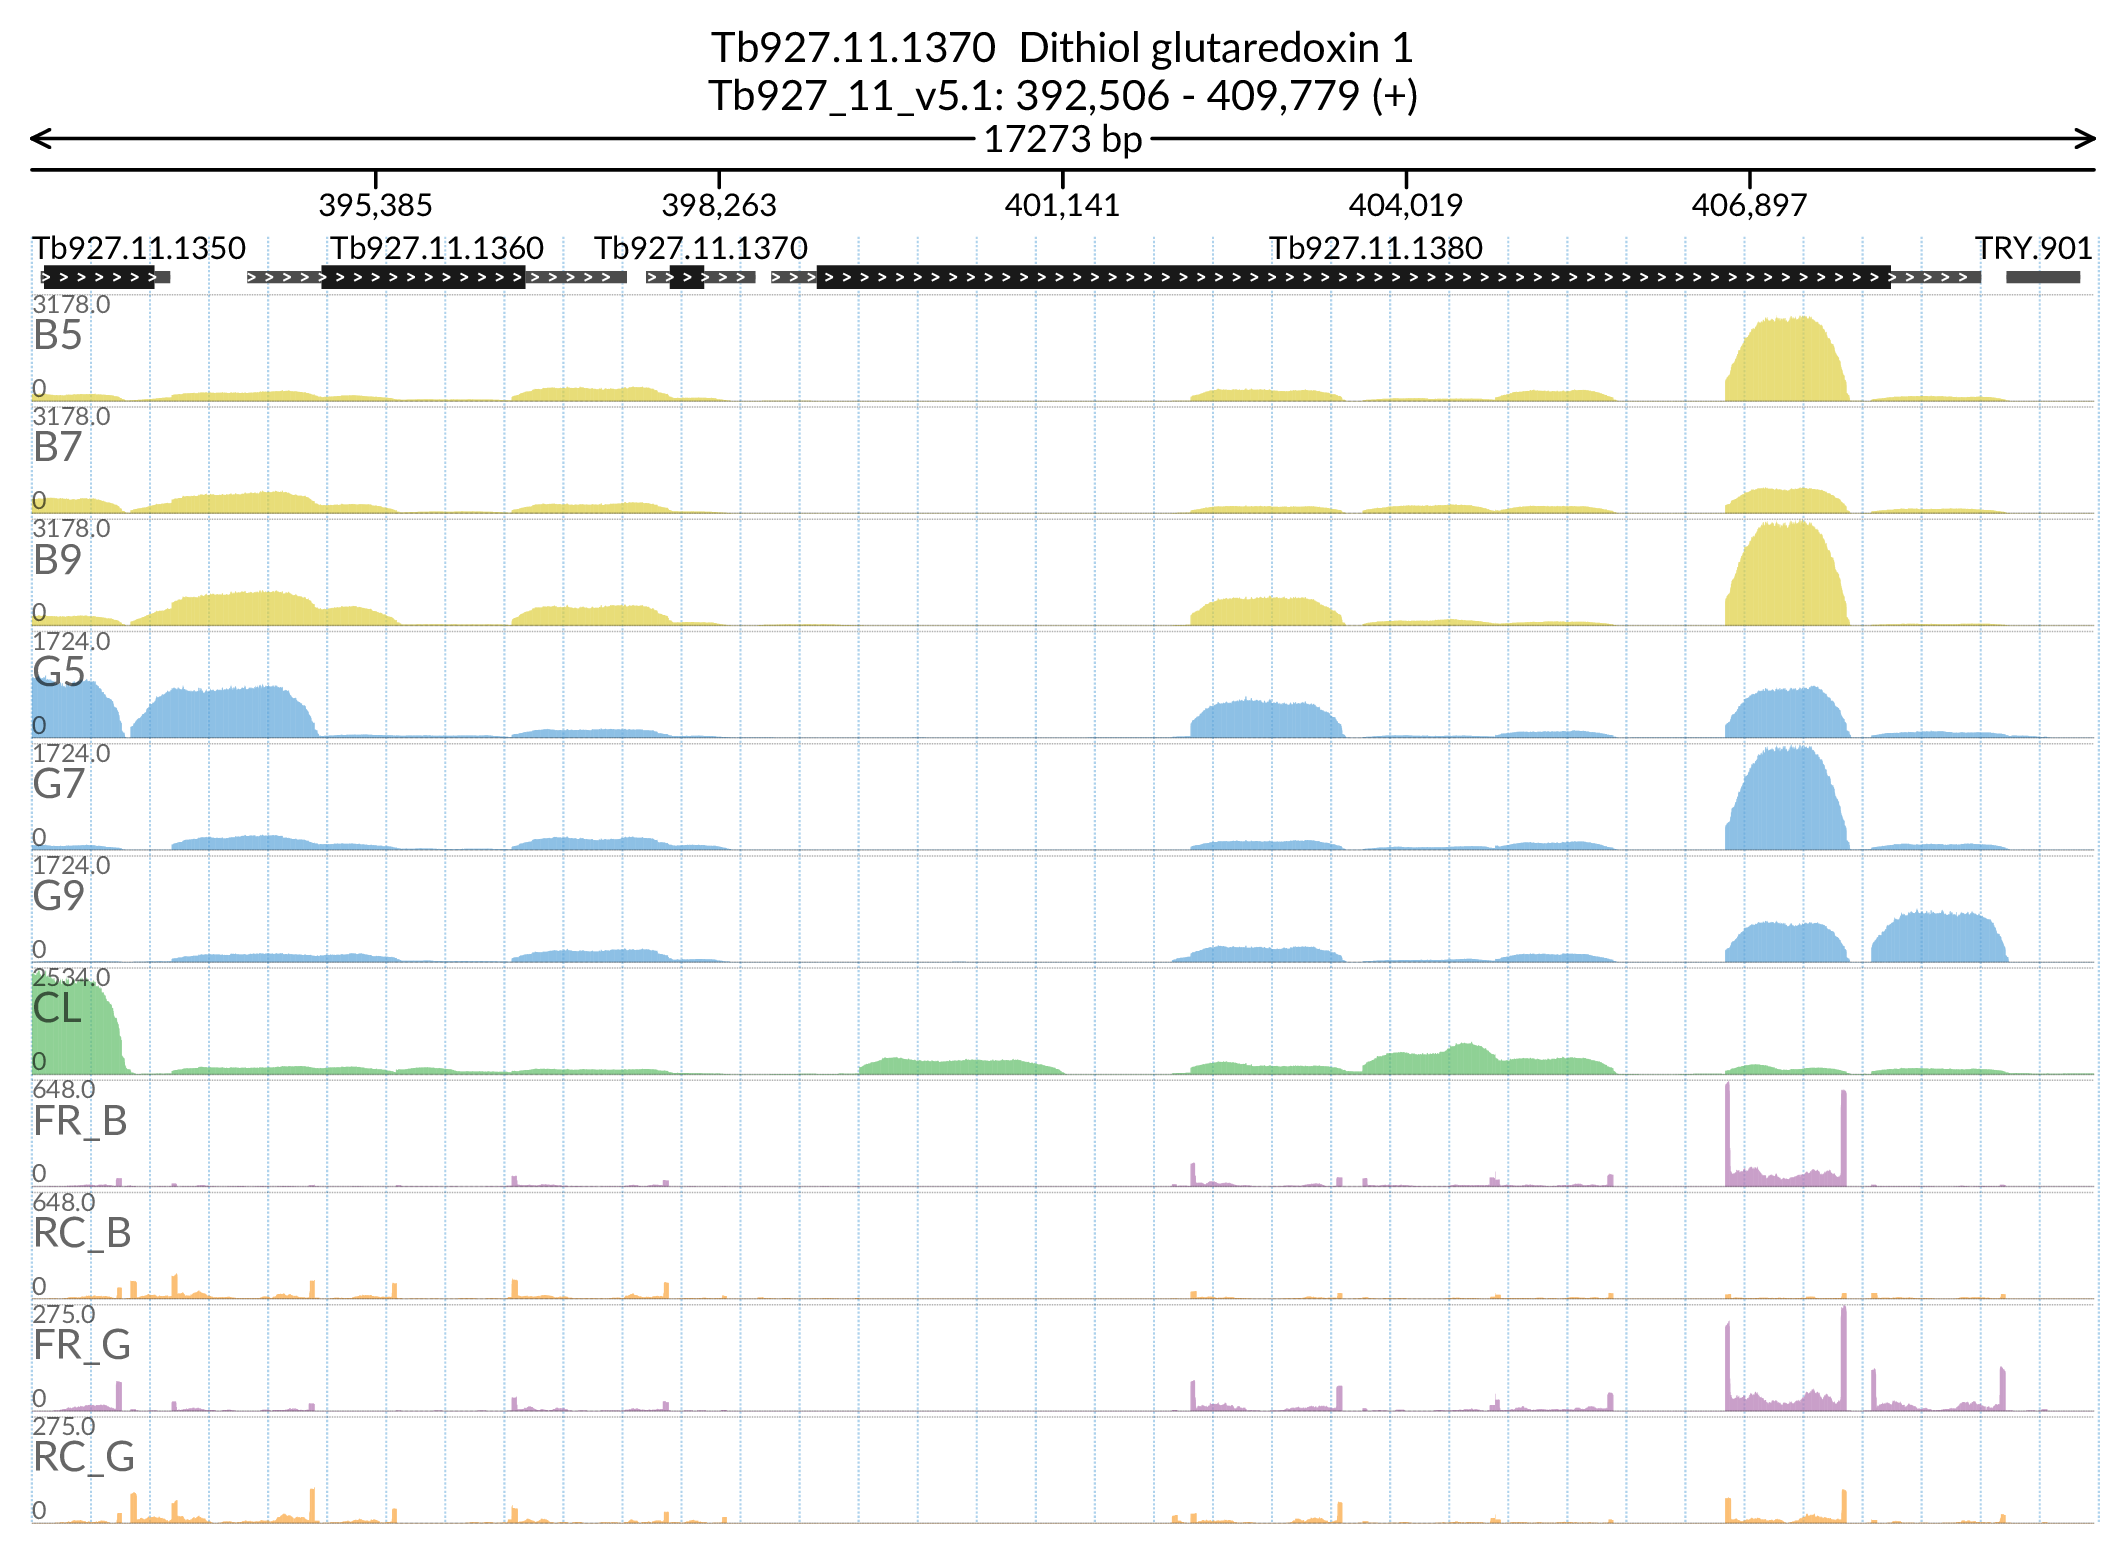 Tb927.11.1370 Dithiol glutaredoxin 1
Tb927_11_v5.1: 392,506 - 409,779 (+)
17273 bp
395,385 398,263 401,141 404,019 406,897
Tb927.11.1350 Tb927.11.1360 Tb927.11.1370 Tb927.11.1380 TRY.901
3178.0
B5
0
3178.0
B7
0
3178.0
B9
0
1724.0
G5
0
1724.0
G7
0
1724.0
G9
0
2534.0
CL
0
648.0
FR_B
0
648.0
RC_B
0
275.0
FR_G
0
275.0
RC_G
0